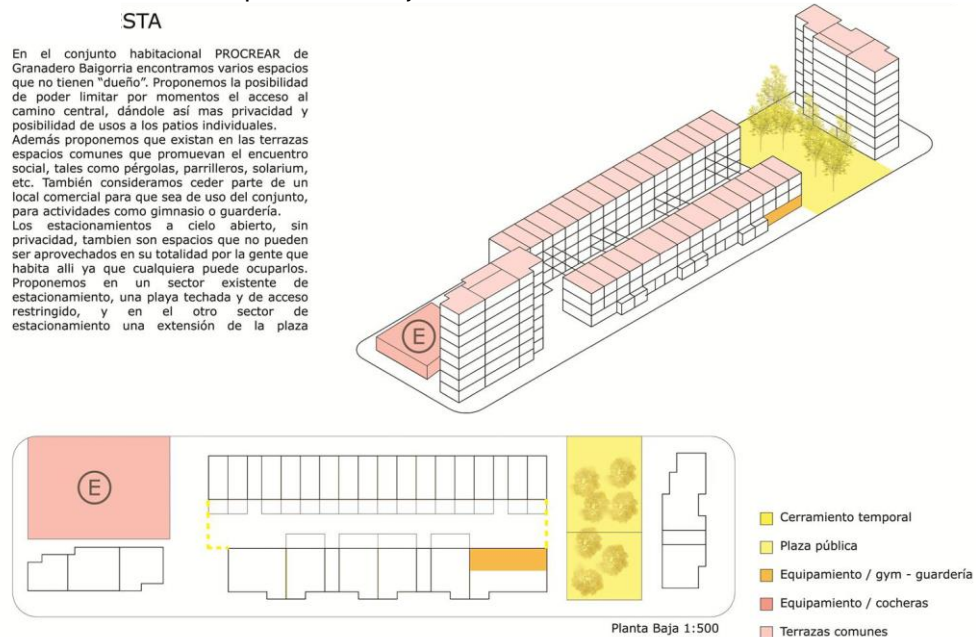 STA
En el conjunto habitacional PROCREAR de
Granadero Baigorria encontramos varios espacios
que no tienen “dueño”. Proponemos la posibilidad
de poder limitar por momentos el acceso al
camino central, dándole así mas privacidad y
posibilidad de usos a los patios individuales.
Además proponemos que existan en las terrazas
espacios comunes que promuevan el encuentro
social, tales como pérgolas, parrilleros, solarium,
etc. También consideramos ceder parte de un
local comercial para que sea de uso del conjunto,
para actividades como gimnasio o guardería.
Los estacionamientos a cielo abierto, sin
privacidad, tambien son espacios que no pueden
ser aprovechados en su totalidad por la gente que
habita alli ya que cualquiera puede ocuparlos.
Proponemos en un sector existente de
estacionamiento, una playa techada y de acceso
restringido, y en el otro sector de
estacionamiento una extensión de la plaza
E
E
Cerramiento temporal
Plaza pública
Equipamiento / gym - guardería
Equipamiento / cocheras
Terrazas comunes
Planta Baja 1:500